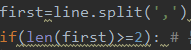 first=line.split(',')
if(len(first)>=2): #